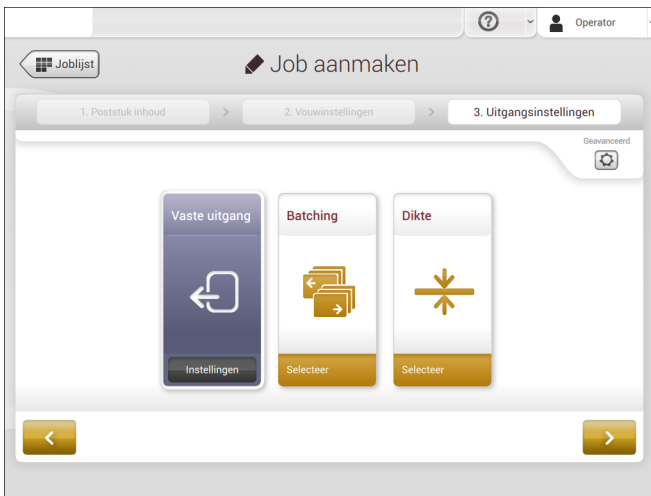 Operator
Joblijst
Job aanmaken
1. Poststuk inhoud > 2. Vouwinstellingen > 3. Uitgangsinstellingen
Geavanceerd
Vaste uitgang
Batching
Dikte
Instellingen
Selecteer
Selecteer